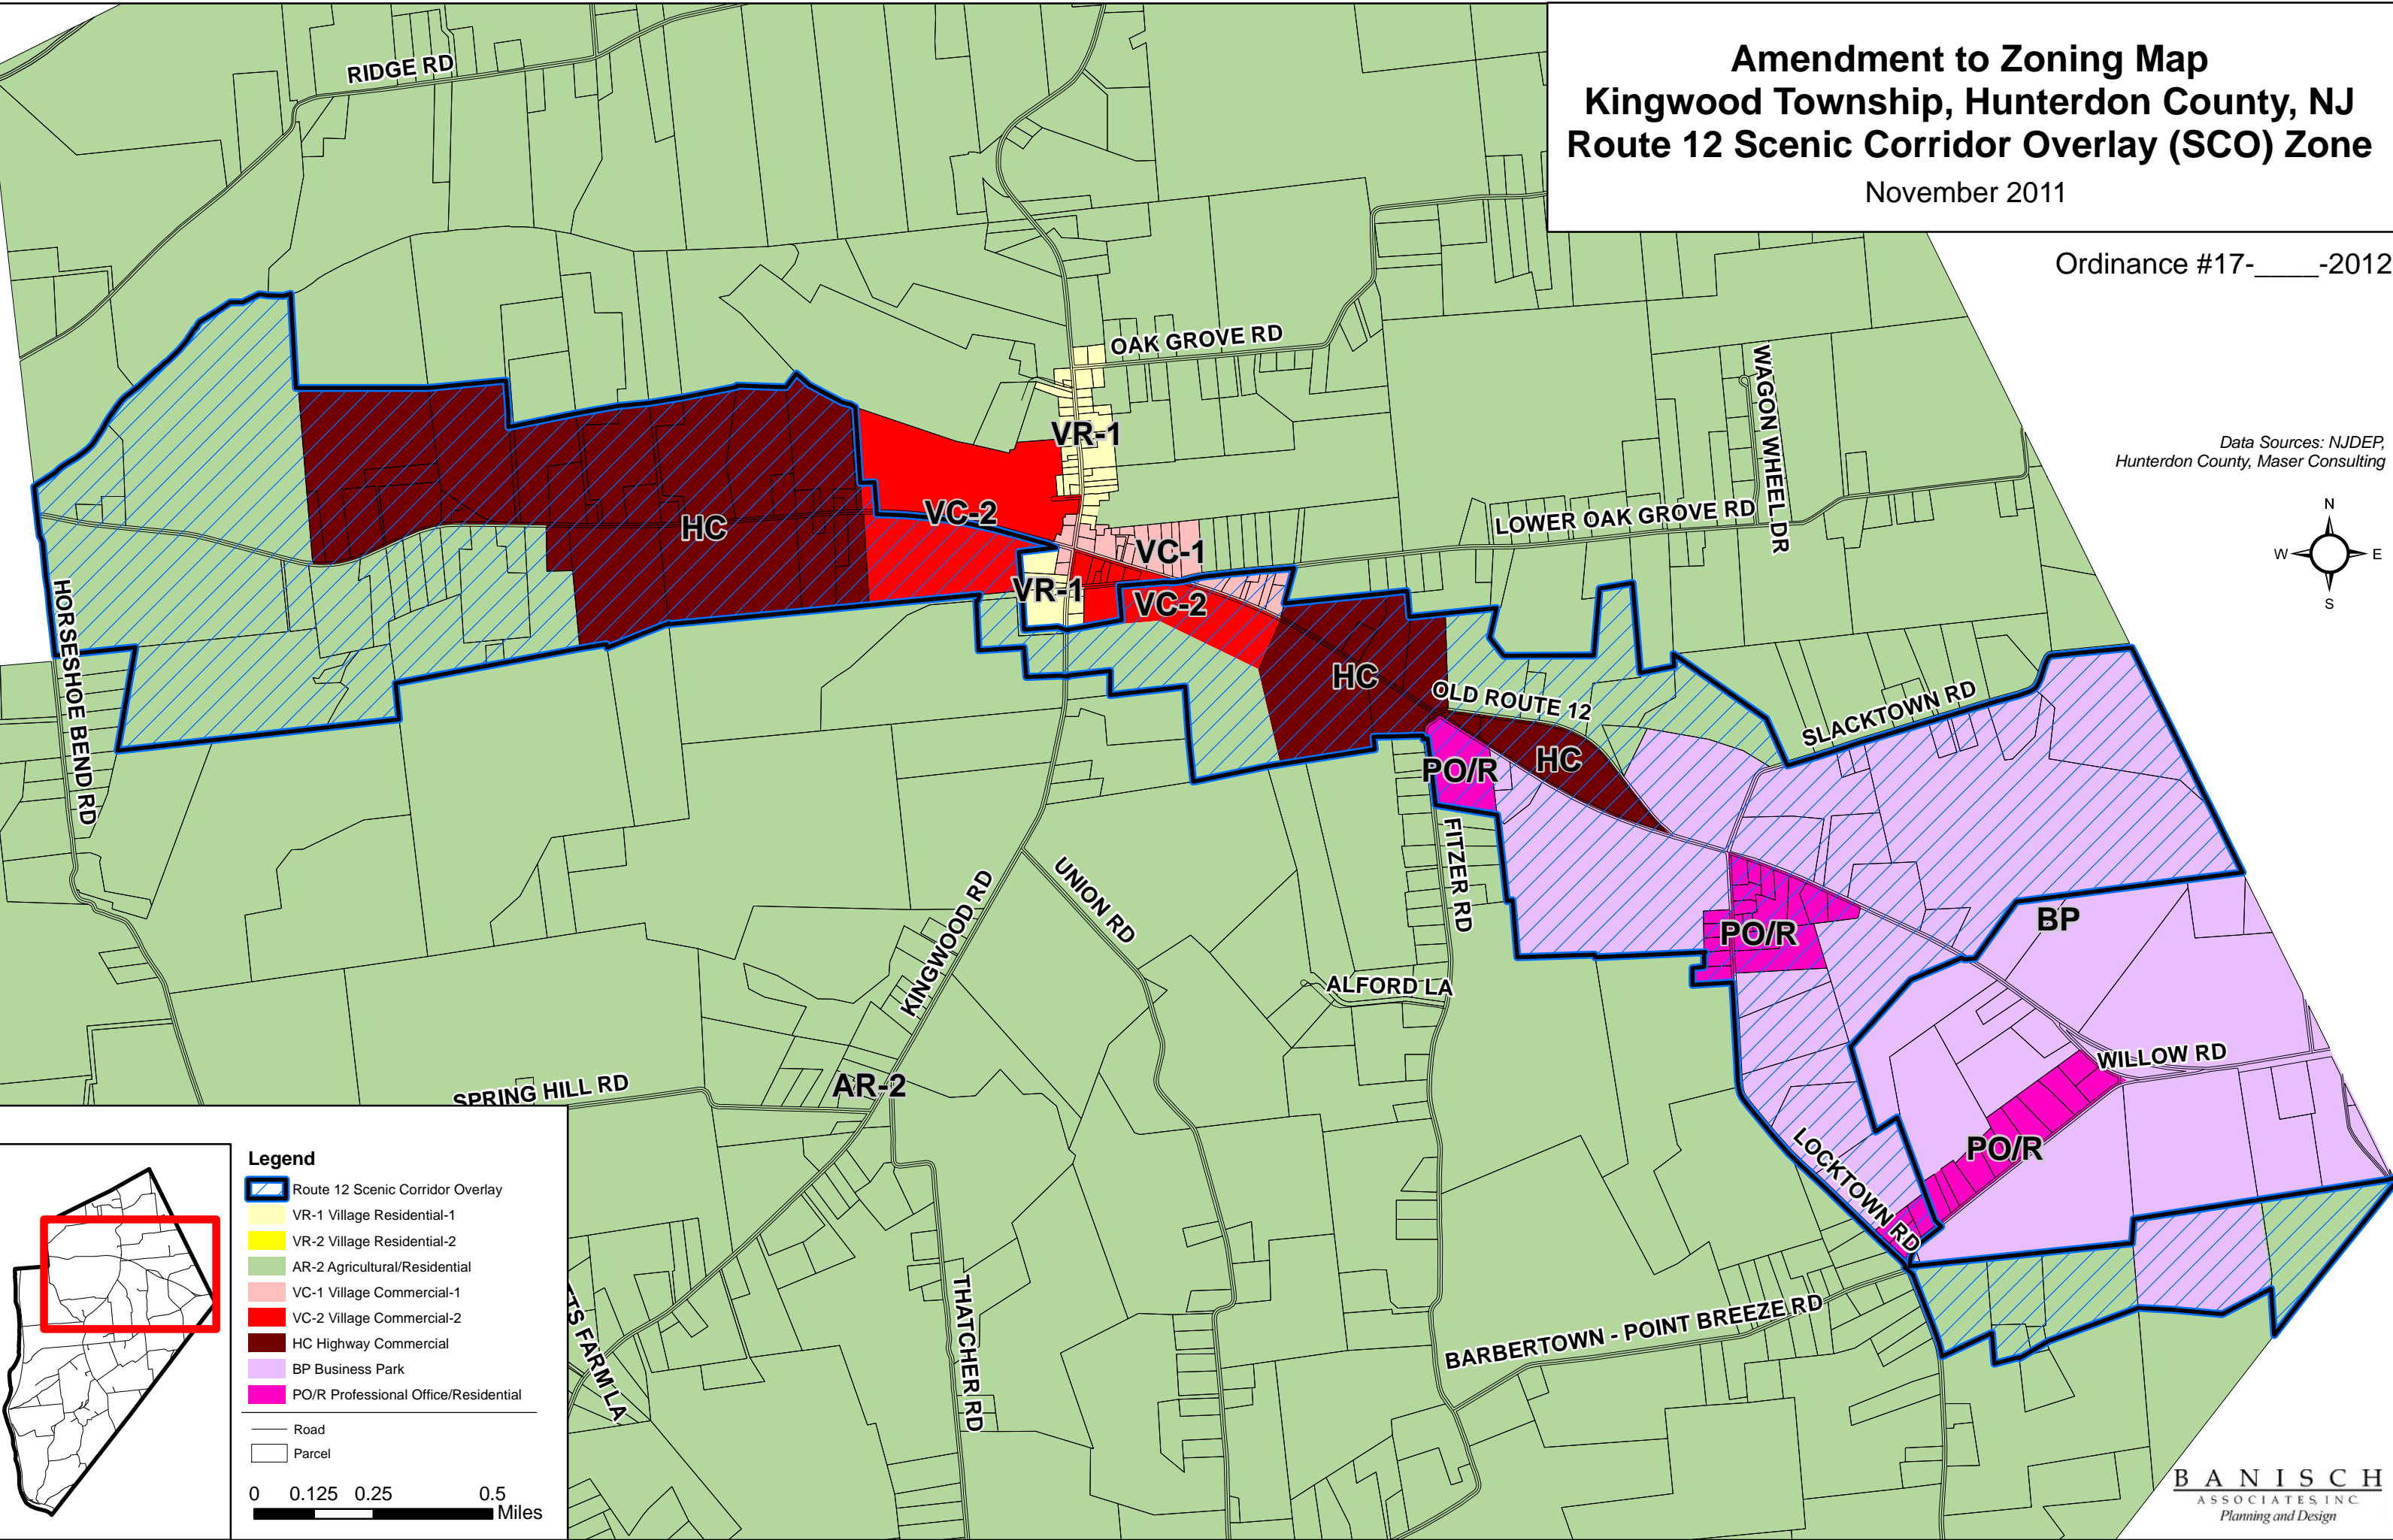 Amendment to Zoning Map
Kingwood Township, Hunterdon County, NJ
Route 12 Scenic Corridor Overlay (SCO) Zone
November 2011
Ordinance #17-____-2012
Data Sources: NJDEP,
Hunterdon County, Maser Consulting
N
W
E
S
RIDGE RD
OAK GROVE RD
WAGON WHEEL DR
VR-1
LOWER OAK GROVE RD
VC-2
HC
VC-1
VR-1
VC-2
HORSESHOE BEND RD
HC
OLD ROUTE 12
SLACKTOWN RD
HC
PO/R
FITZER RD
UNION RD
KINGWOOD RD
BP
PO/R
ALFORD LA
WILLOW RD
AR-2
SPRING HILL RD
PO/R
LOCKTOWN RD
THATCHER RD
BARBERTOWN - POINT BREEZE RD
FARM LA
Legend
Route 12 Scenic Corridor Overlay
VR-1 Village Residential-1
VR-2 Village Residential-2
AR-2 Agricultural/Residential
VC-1 Village Commercial-1
VC-2 Village Commercial-2
HC Highway Commercial
BP Business Park
PO/R Professional Office/Residential
Road
Parcel
0 0.125 0.25 0.5
Miles
BANISCH
ASSOCIATES, INC.
Planning and Design